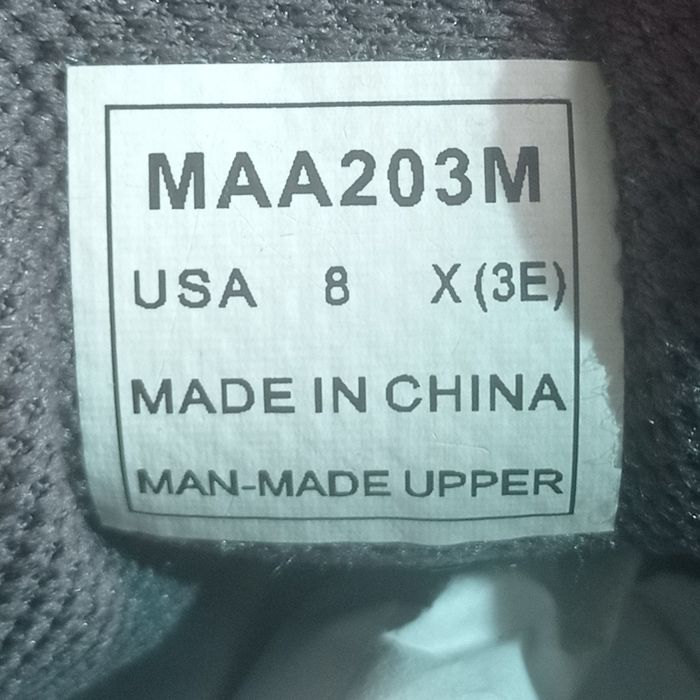 MAA203M
USA 8 X (3E)
MADE IN CHINA
MAN-MADE UPPER